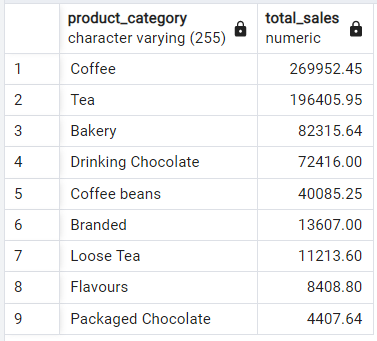 product_category total_sales
character varying (255) numeric
1 Coffee 269952.45
2 Tea 196405.95
3 Bakery 82315.64
4 Drinking Chocolate 72416.00
5 Coffee beans 40085.25
6 Branded 13607.00
7 Loose Tea 11213.60
8 Flavours 8408.80
9 Packaged Chocolate 4407.64